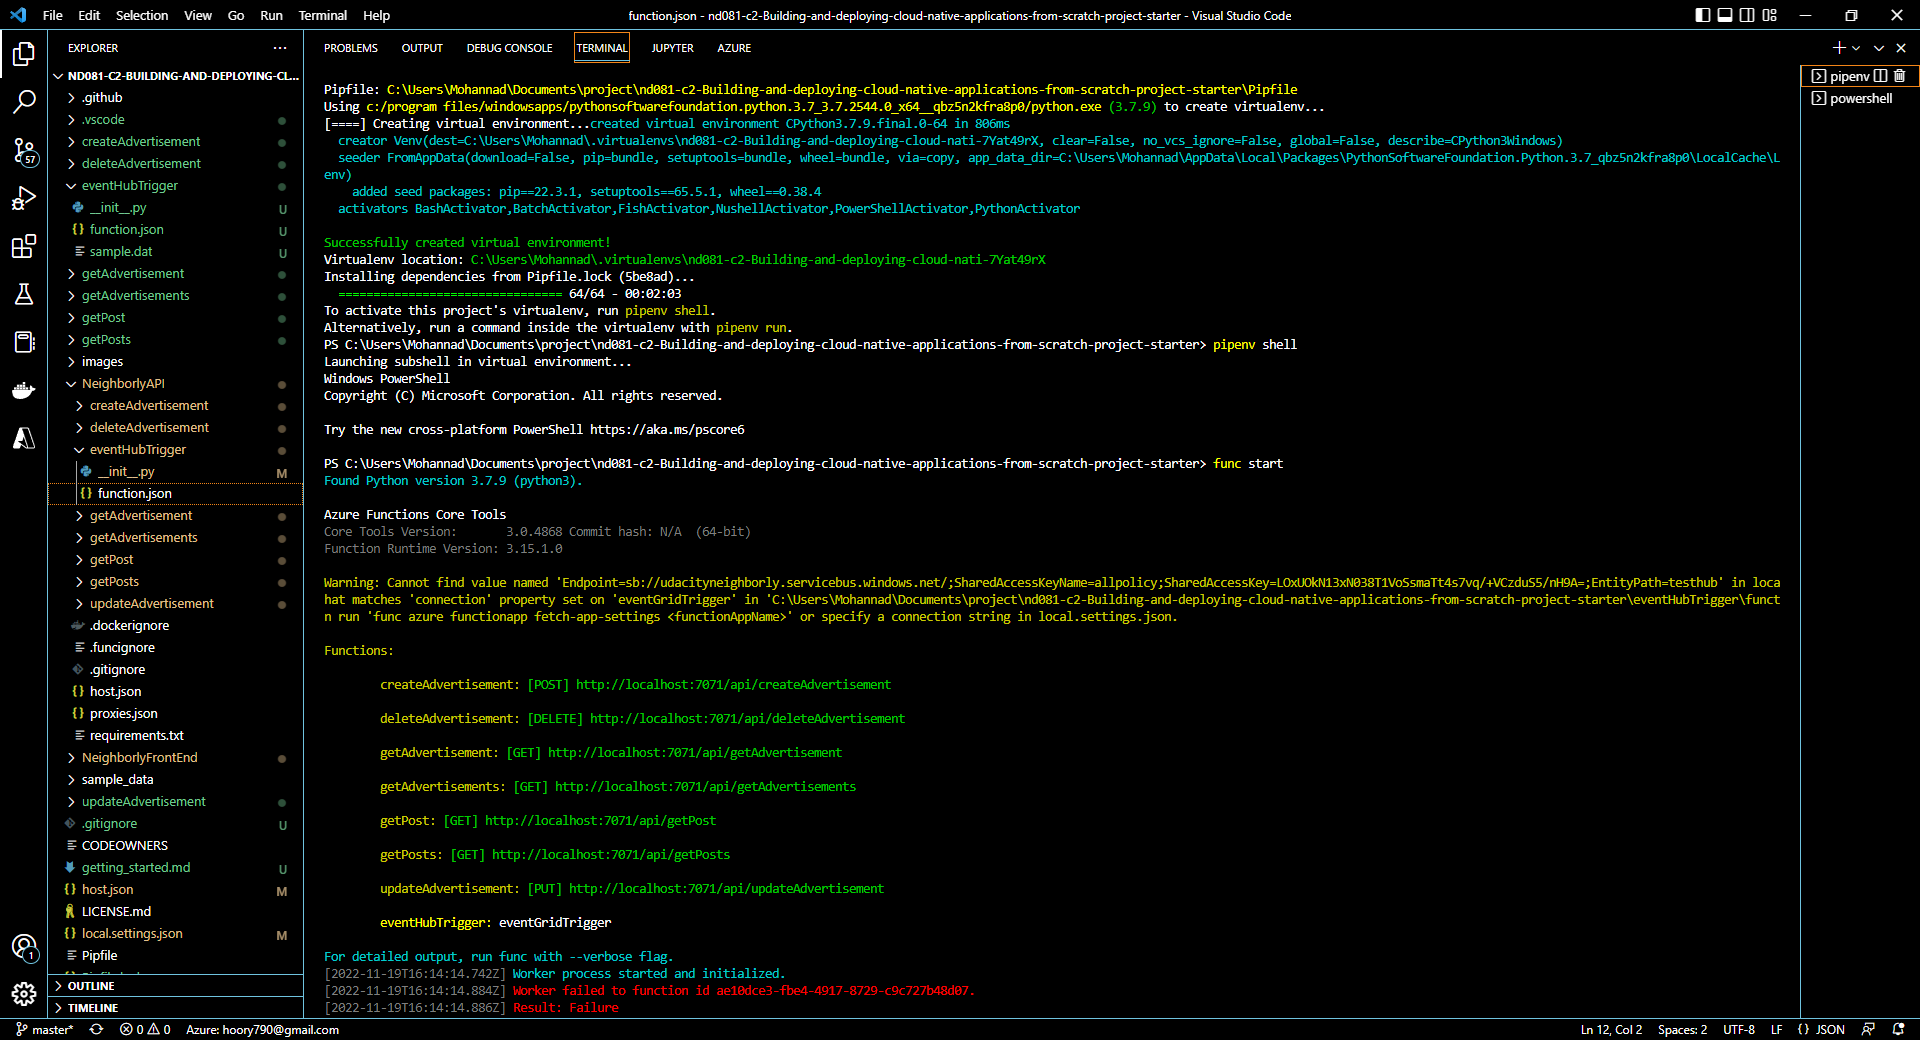 File Edit Selection View Go Run Terminal Help
function.json - nd081-c2-Building-and-deploying-cloud-native-applications-from-scratch-project-starter - Visual Studio Code
EXPLORER
ND081-C2-BUILDING-AND-DEPLOYING-CL...
.github
.vscode
createAdvertisement
deleteAdvertisement
57
eventHubTrigger
__init__.py U
function.json U
sample.dat U
getAdvertisement
getAdvertisements
getPost
getPosts
images
NeighborlyAPI
createAdvertisement
deleteAdvertisement
eventHubTrigger
__init__.py M
function.json
getAdvertisement
getAdvertisements
getPost
getPosts
updateAdvertisement
.dockerignore
.funcignore
.gitignore
host.json
proxies.json
requirements.txt
NeighborlyFrontEnd
sample_data
updateAdvertisement
.gitignore U
CODEOWNERS
getting_started.md U
host.json M
LICENSE.md
local.settings.json M
Pipfile
1
OUTLINE
TIMELINE
PROBLEMS OUTPUT DEBUG CONSOLE TERMINAL JUPYTER AZURE
Pipfile: C:\Users\Mohannad\Documents\project\nd081-c2-Building-and-deploying-cloud-native-applications-from-scratch-project-starter\Pipfile
Using c:/program files/windowsapps/pythonsoftwarefoundation.python.3.7_3.7.2544.0_x64__qbz5n2kfra8p0/python.exe (3.7.9) to create virtualenv...
[====] Creating virtual environment...created virtual environment CPython3.7.9.final.0-64 in 806ms
creator Venv(dest=C:\Users\Mohannad\.virtualenvs\nd081-c2-Building-and-deploying-cloud-nati-7Yat49rX, clear=False, no_vcs_ignore=False, global=False, describe=CPython3Windows)
seeder FromAppData(download=False, pip=bundle, setuptools=bundle, wheel=bundle, via=copy, app_data_dir=C:\Users\Mohannad\AppData\Local\Packages\PythonSoftwareFoundation.Python.3.7_qbz5n2kfra8p0\LocalCache\L
env)
added seed packages: pip==22.3.1, setuptools==65.5.1, wheel==0.38.4
activators BashActivator,BatchActivator,FishActivator,NushellActivator,PowerShellActivator,PythonActivator
Successfully created virtual environment!
Virtualenv location: C:\Users\Mohannad\.virtualenvs\nd081-c2-Building-and-deploying-cloud-nati-7Yat49rX
Installing dependencies from Pipfile.lock (5be8ad)...
================================ 64/64 - 00:02:03
To activate this project's virtualenv, run pipenv shell.
Alternatively, run a command inside the virtualenv with pipenv run.
PS C:\Users\Mohannad\Documents\project\nd081-c2-Building-and-deploying-cloud-native-applications-from-scratch-project-starter> pipenv shell
Launching subshell in virtual environment...
Windows PowerShell
Copyright (C) Microsoft Corporation. All rights reserved.
Try the new cross-platform PowerShell https://aka.ms/pscore6
PS C:\Users\Mohannad\Documents\project\nd081-c2-Building-and-deploying-cloud-native-applications-from-scratch-project-starter> func start
Found Python version 3.7.9 (python3).
Azure Functions Core Tools
Core Tools Version: 3.0.4868 Commit hash: N/A (64-bit)
Function Runtime Version: 3.15.1.0
Warning: Cannot find value named 'Endpoint=sb://udacityneighborly.servicebus.windows.net/;SharedAccessKeyName=allpolicy;SharedAccessKey=LOxUOkN13xN038T1VoSsmaTt4s7vq/+VCzduS5/nH9A=;EntityPath=testhub' in loca
hat matches 'connection' property set on 'eventGridTrigger' in 'C:\Users\Mohannad\Documents\project\nd081-c2-Building-and-deploying-cloud-native-applications-from-scratch-project-starter\eventHubTrigger\funct
n run 'func azure functionapp fetch-app-settings <functionAppName>' or specify a connection string in local.settings.json.
Functions:
createAdvertisement: [POST] http://localhost:7071/api/createAdvertisement
deleteAdvertisement: [DELETE] http://localhost:7071/api/deleteAdvertisement
getAdvertisement: [GET] http://localhost:7071/api/getAdvertisement
getAdvertisements: [GET] http://localhost:7071/api/getAdvertisements
getPost: [GET] http://localhost:7071/api/getPost
getPosts: [GET] http://localhost:7071/api/getPosts
updateAdvertisement: [PUT] http://localhost:7071/api/updateAdvertisement
eventHubTrigger: eventGridTrigger
For detailed output, run func with --verbose flag.
[2022-11-19T16:14:14.742Z] Worker process started and initialized.
[2022-11-19T16:14:14.884Z] Worker failed to function id ae10dce3-fbe4-4917-8729-c9c727b48d07.
[2022-11-19T16:14:14.886Z] Result: Failure
pipenv
powershell
master* 0 0 Azure: hoory790@gmail.com
Ln 12, Col 2 Spaces: 2 UTF-8 LF {} JSON